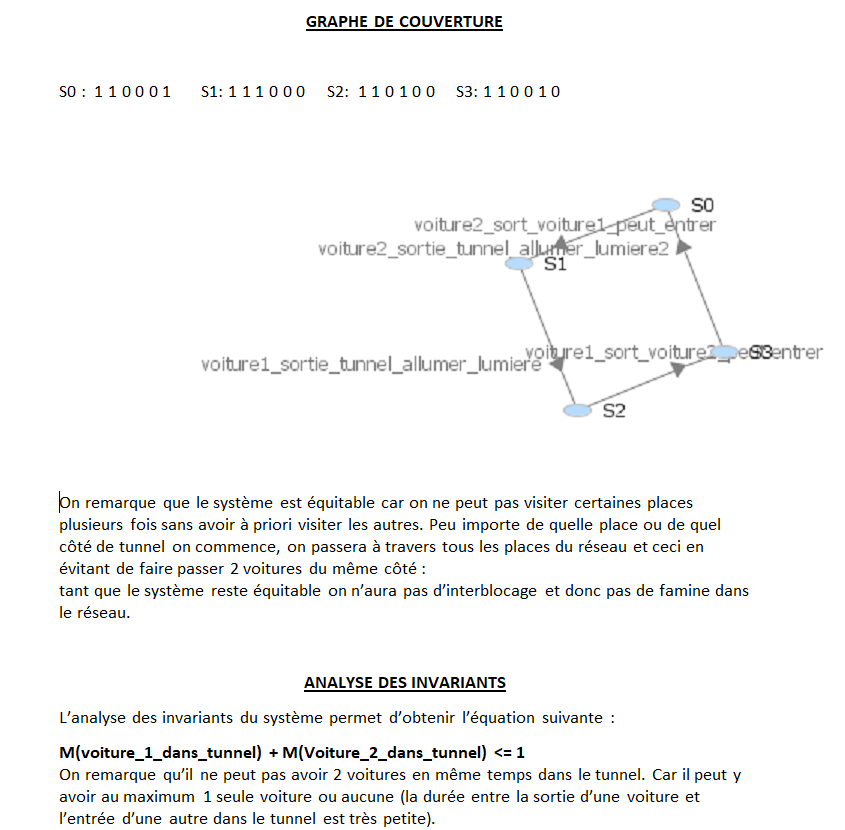 GRAPHE DE COUVERTURE
S0 : 1 1 0 0 0 1 S1: 1 1 1 0 0 0 S2: 1 1 0 1 0 0 S3: 1 1 0 0 1 0
S0
voiture2_sort_voiture1_peut_entrer
voiture2_sortie_tunnel_allumer_lumiere2
S1
voiture1_sort_voiture2_peut_entrer
S3
voiture1_sortie_tunnel_allumer_lumiere
S2
On remarque que le système est équitable car on ne peut pas visiter certaines places
plusieurs fois sans avoir à priori visiter les autres. Peu importe de quelle place ou de quel
côté de tunnel on commence, on passera à travers tous les places du réseau et ceci en
évitant de faire passer 2 voitures du même côté :
tant que le système reste équitable on n’aura pas d’interblocage et donc pas de famine dans
le réseau.
ANALYSE DES INVARIANTS
L’analyse des invariants du système permet d’obtenir l’équation suivante :
M(voiture_1_dans_tunnel) + M(Voiture_2_dans_tunnel) <= 1
On remarque qu’il ne peut pas avoir 2 voitures en même temps dans le tunnel. Car il peut y
avoir au maximum 1 seule voiture ou aucune (la durée entre la sortie d’une voiture et
l’entrée d’une autre dans le tunnel est très petite).